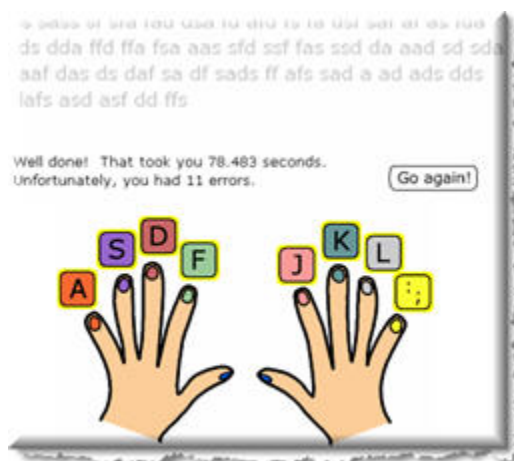 ds dda ffd ffa fsa aas sfd ssf fas ssd da aad sd sda
aaf das ds daf sa df sads ff afs sad a ad ads dds
lafs asd asf dd ffs
Well done! That took you 78.483 seconds.
Unfortunately, you had 11 errors.
Go again!
A S D F J K L :;